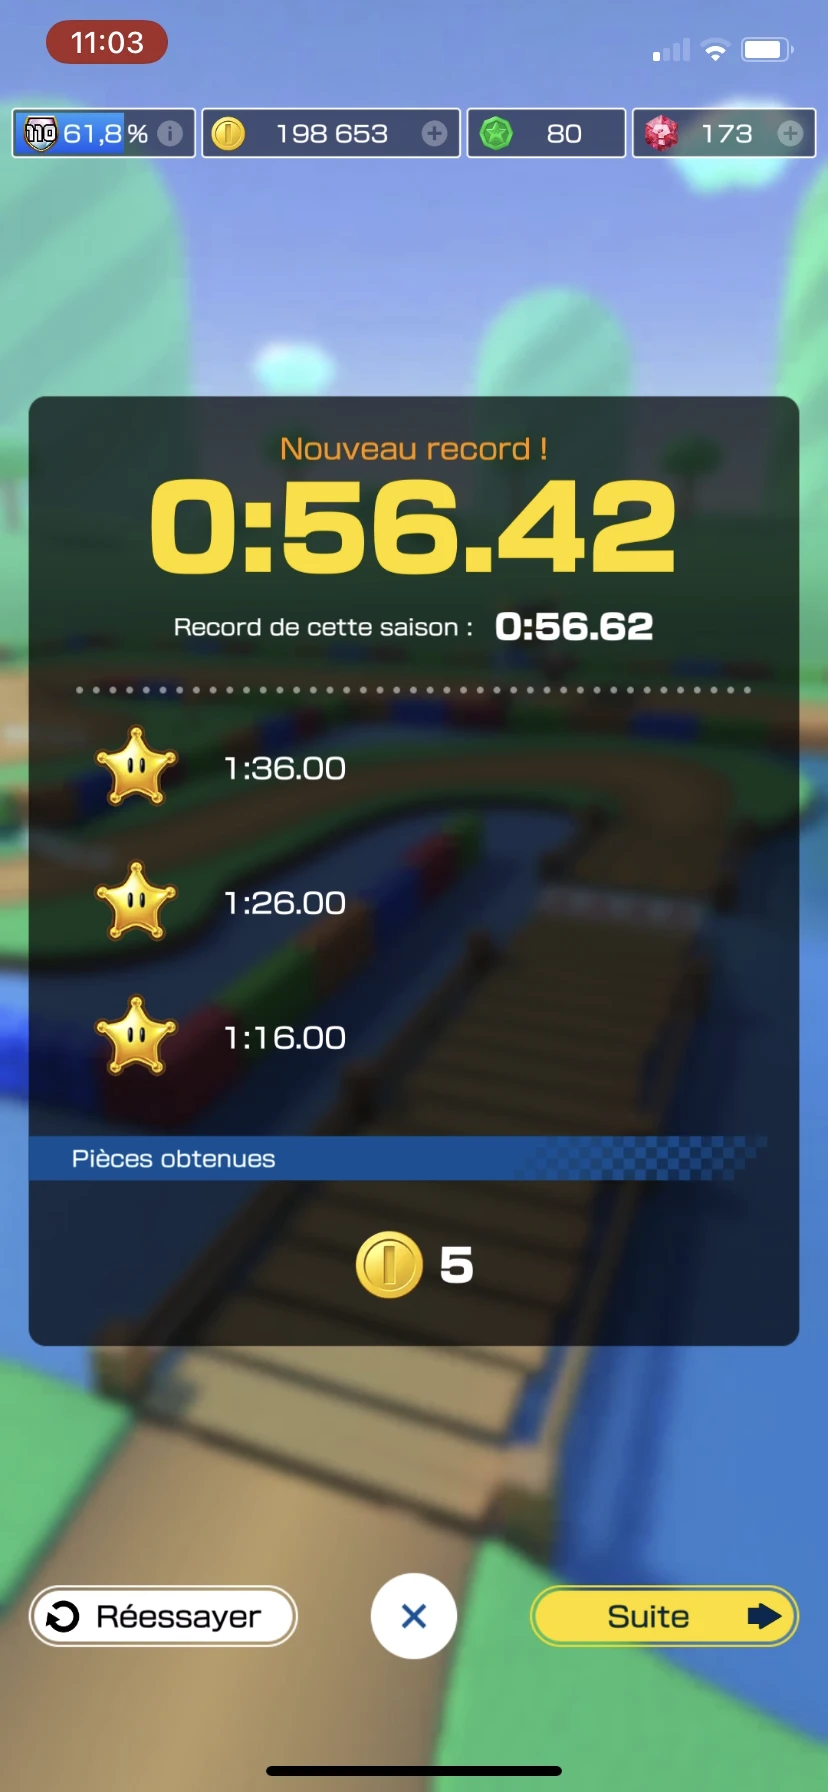 11:03
110 61,8 % 198 653 80 173
Nouveau record !
0:56.42
Record de cette saison : 0:56.62
1:36.00
1:26.00
1:16.00
Pièces obtenues
5
Réessayer
Suite